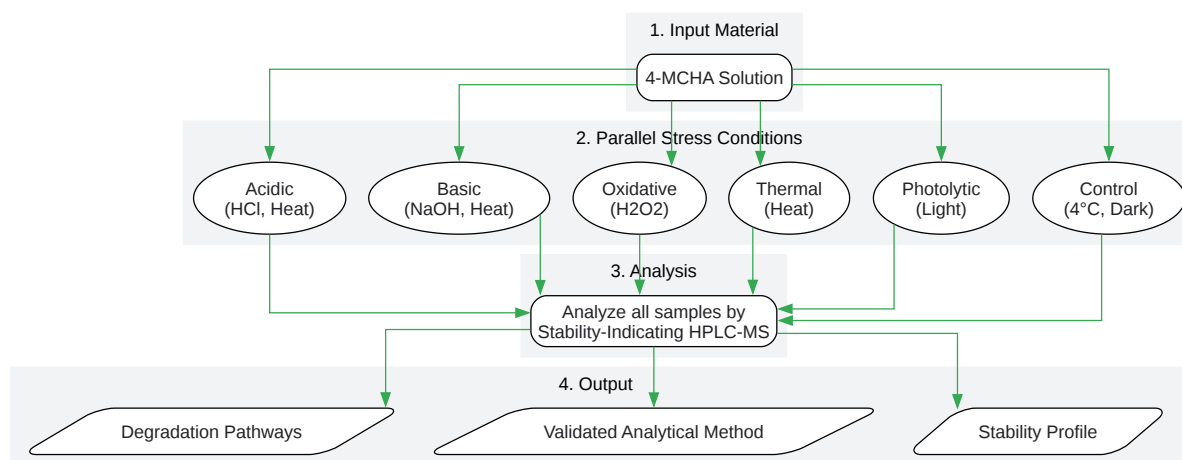 1. Input Material
4-MCHA Solution
2. Parallel Stress Conditions
Acidic
(HCl, Heat)
Basic
(NaOH, Heat)
Oxidative
(H2O2)
Thermal
(Heat)
Photolytic
(Light)
Control
(4°C, Dark)
3. Analysis
Analyze all samples by
Stability-Indicating HPLC-MS
4. Output
Degradation Pathways
Validated Analytical Method
Stability Profile